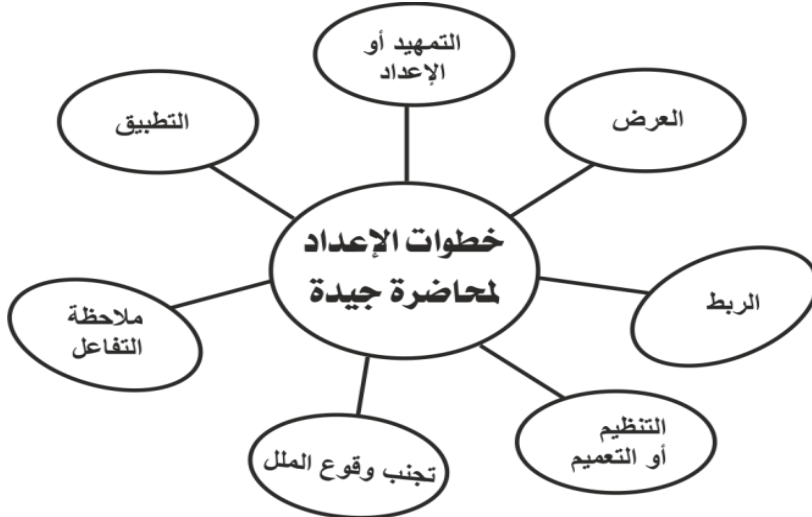 خطوات الإعداد
لمحاضرة جيدة
التمهيد أو
الإعداد
العرض
الربط
التنظيم
أو التعميم
تجنب وقوع الملل
ملاحظة
التفاعل
التطبيق